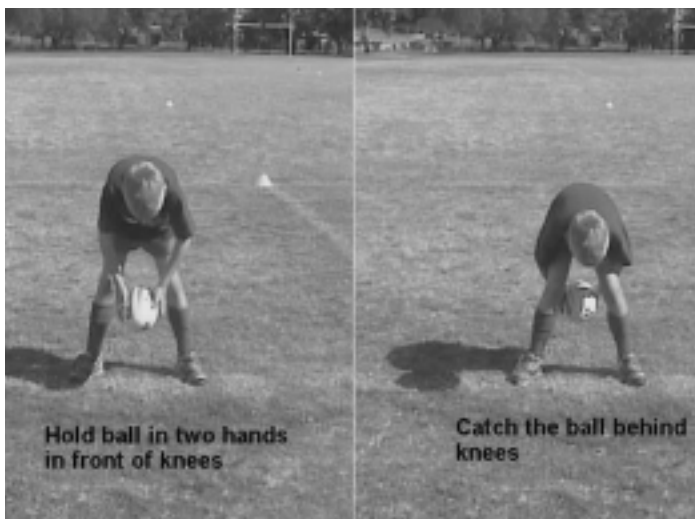 Hold ball in two hands
in front of knees
Catch the ball behind
knees